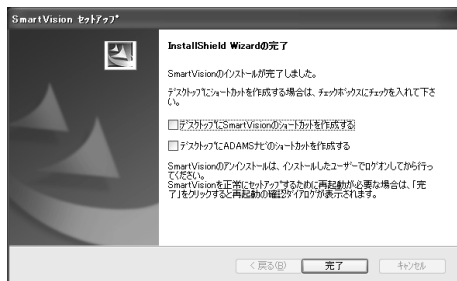 SmartVision ｾｯﾄｱｯﾌﾟ
InstallShield Wizardの完了
SmartVisionのｲﾝｽﾄｰﾙが完了しました。
ﾃﾞｽｸﾄｯﾌﾟにｼｮｰﾄｶｯﾄを作成する場合は、ﾁｪｯｸﾎﾞｯｸｽにﾁｪｯｸを入れて下さ
い。
ﾃﾞｽｸﾄｯﾌﾟにSmartVisionのｼｮｰﾄｶｯﾄを作成する
ﾃﾞｽｸﾄｯﾌﾟにADAMSﾅﾋﾞのｼｮｰﾄｶｯﾄを作成する
SmartVisionのｱﾝｲﾝｽﾄｰﾙは、ｲﾝｽﾄｰﾙしたﾕｰｻﾞｰでﾛｸﾞｵﾝしてから行っ
てください。
SmartVisionを正常にｾｯﾄｱｯﾌﾟするために再起動が必要な場合は、「完
了」をｸﾘｯｸすると再起動の確認ﾀﾞｲｱﾛｸﾞが表示されます。
< 戻る(B)
完了
ｷｬﾝｾﾙ